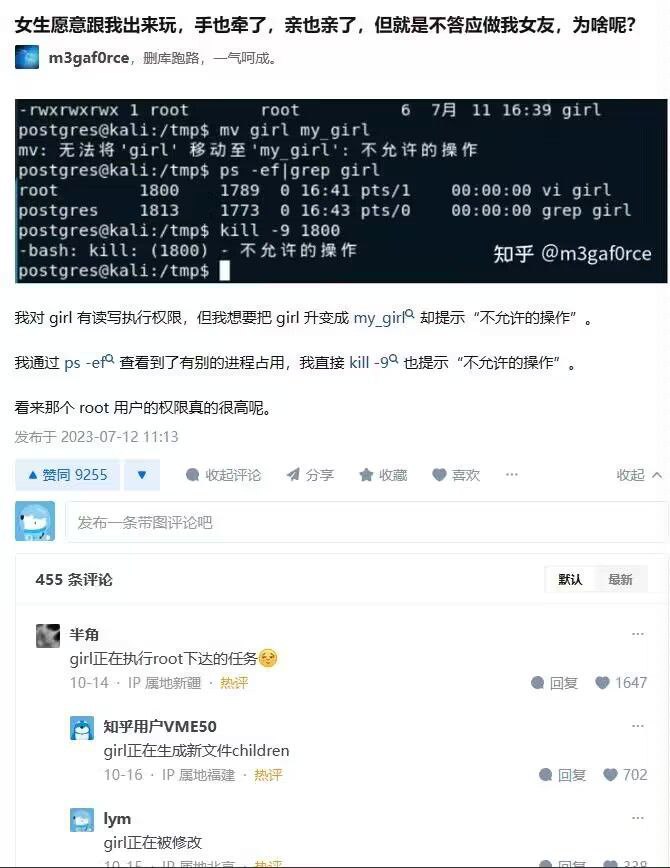 女生愿意跟我出来玩，手也牵了，亲也亲了，但就是不答应做我女友，为啥呢？
m3gaf0rce，删库跑路，一气呵成。
-rwxrwxrwx 1 root root 6 7月 11 16:39 girl
postgres@kali:/tmp$ mv girl my_girl
mv: 无法将'girl' 移动至'my_girl': 不允许的操作
postgres@kali:/tmp$ ps -ef|grep girl
root 1800 1789 0 16:41 pts/1 00:00:00 vi girl
postgres 1813 1773 0 16:43 pts/0 00:00:00 grep girl
postgres@kali:/tmp$ kill -9 1800
-bash: kill: (1800) - 不允许的操作
postgres@kali:/tmp$
知乎 @m3gaf0rce
我对 girl 有读写执行权限，但我想要把 girl 升变成 my_girl 却提示“不允许的操作”。
我通过 ps -ef 查看到了有别的进程占用，我直接 kill -9 也提示“不允许的操作”。
看来那个 root 用户的权限真的很高呢。
发布于 2023-07-12 11:13
赞同 9255 收起评论 分享 收藏 喜欢 ··· 收起
发布一条带图评论吧
455 条评论 默认 最新
半角 ···
girl正在执行root下达的任务
10-14 · IP 属地新疆 · 热评 回复 1647
知乎用户VME50 ···
girl正在生成新文件children
10-16 · IP 属地福建 · 热评 回复 702
lym ···
girl正在被修改
10-15 · IP 属地北京 · 热评 回复 338